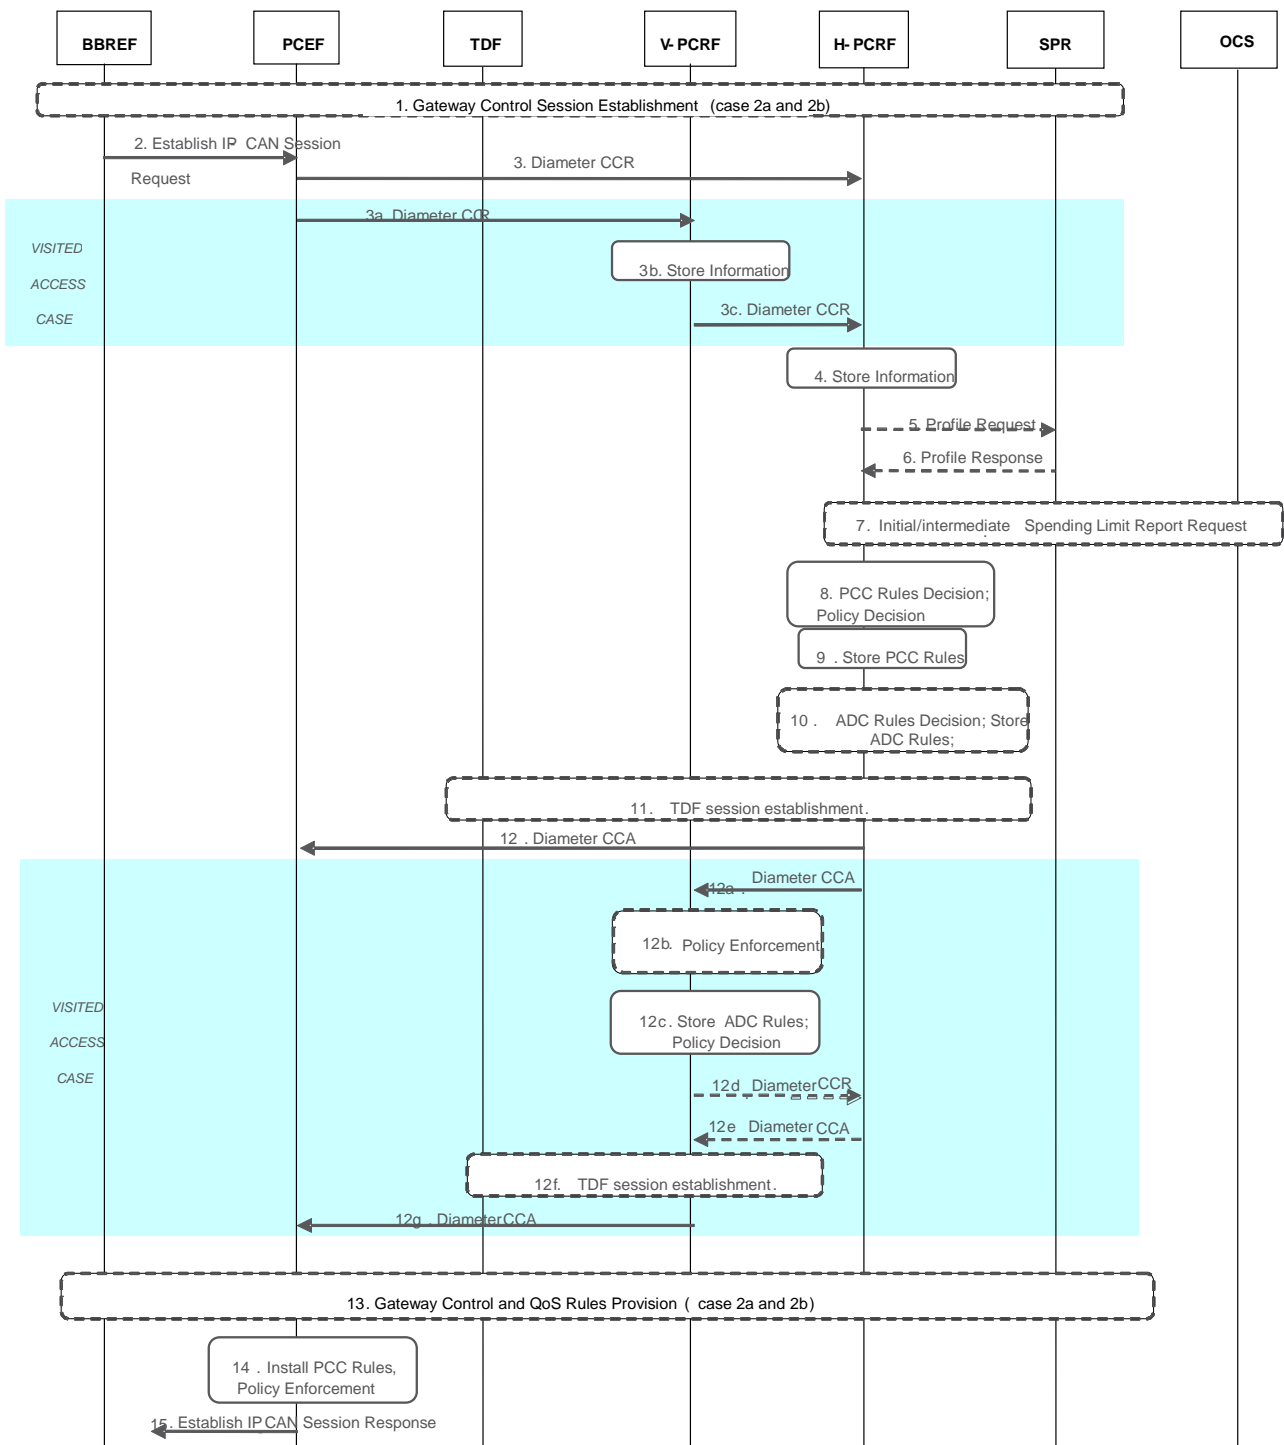 BBREF
PCEF
TDF
V- PCRF
H- PCRF
SPR
OCS
1. Gateway Control Session Establishment (case 2a and 2b)
2. Establish IP CAN Session
Request
3. Diameter CCR
3a. Diameter CCR
VISITED
ACCESS
CASE
3b. Store Information
3c. Diameter CCR
4. Store Information
5. Profile Request
6. Profile Response
7. Initial/intermediate Spending Limit Report Request
8. PCC Rules Decision;
Policy Decision
9 . Store PCC Rules
10 . ADC Rules Decision; Store
ADC Rules;
11. TDF session establishment.
12 . Diameter CCA
Diameter CCA
12a .
12b. Policy Enforcement
VISITED
ACCESS
CASE
12c. Store ADC Rules;
Policy Decision
12d . Diameter CCR
12e Diameter CCA
12f. TDF session establishment.
12g . Diameter CCA
13. Gateway Control and QoS Rules Provision ( case 2a and 2b)
14 . Install PCC Rules,
Policy Enforcement
15. Establish IP CAN Session Response